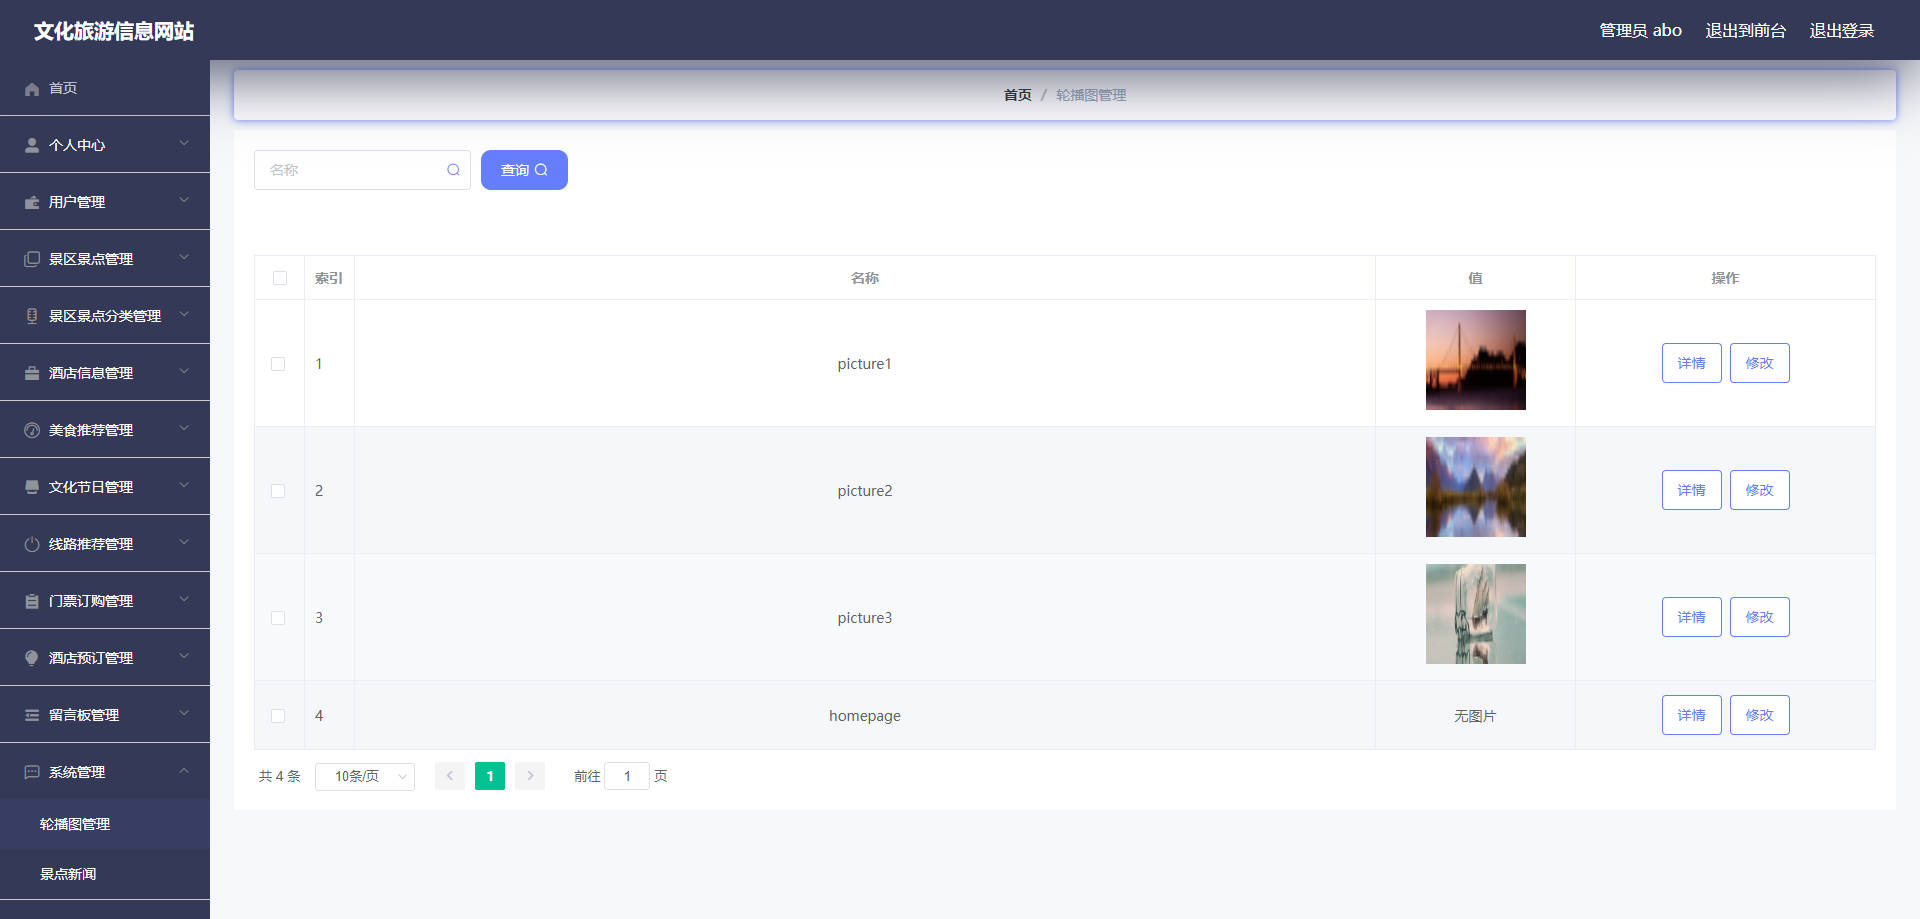 文化旅游信息网站
管理员 abo 退出到前台 退出登录
首页
个人中心
用户管理
景区景点管理
景区景点分类管理
酒店信息管理
美食推荐管理
文化节日管理
线路推荐管理
门票订购管理
酒店预订管理
留言板管理
系统管理
轮播图管理
景点新闻
首页 / 轮播图管理
名称 查询
索引 名称 值 操作
1 picture1 详情 修改
2 picture2 详情 修改
3 picture3 详情 修改
4 homepage 无图片 详情 修改
共 4 条 10条/页 1 前往 1 页